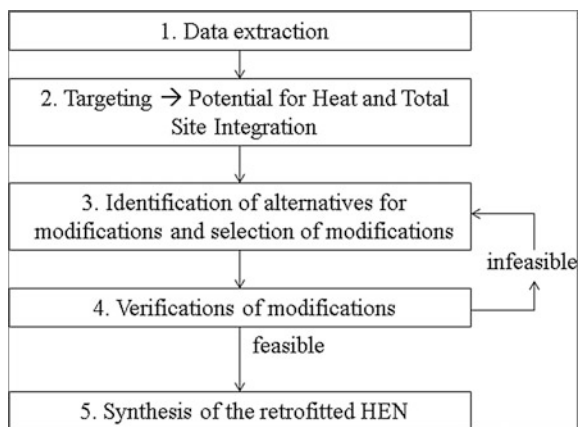 1. Data extraction
2. Targeting → Potential for Heat and Total
Site Integration
3. Identification of alternatives for
modifications and selection of modifications
infeasible
4. Verifications of modifications
feasible
5. Synthesis of the retrofitted HEN